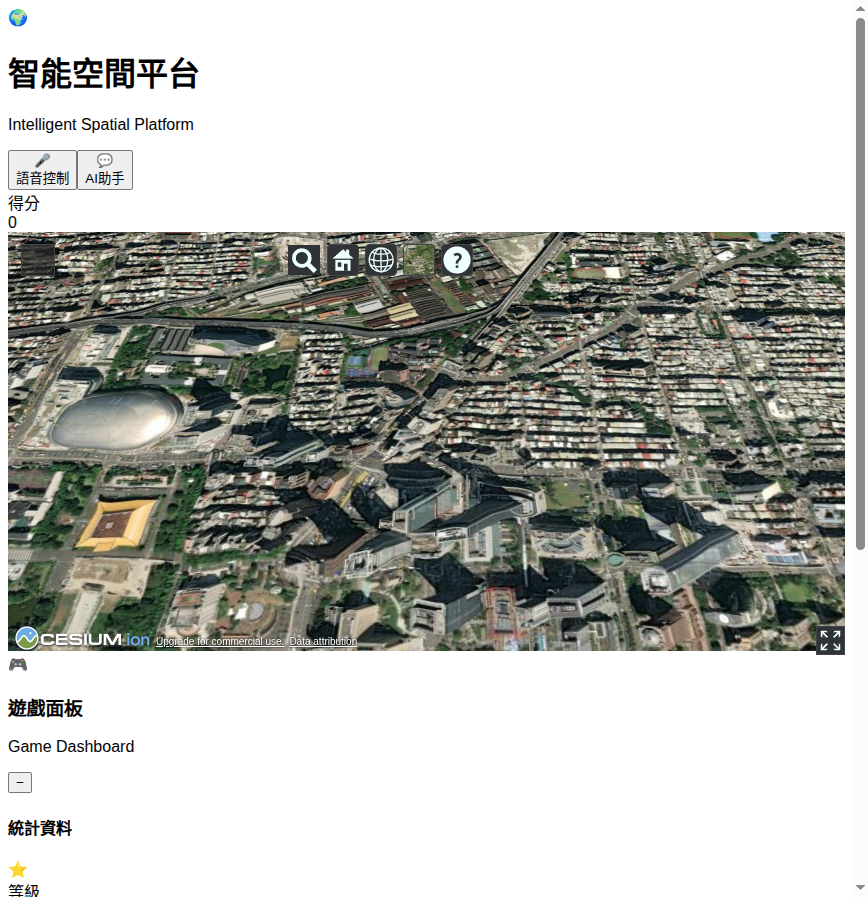 智能空間平台
Intelligent Spatial Platform
語音控制 AI助手
得分
0
?
CESIUM ion Upgrade for commercial use. Data attribution
遊戲面板
Game Dashboard
−
統計資料
等級